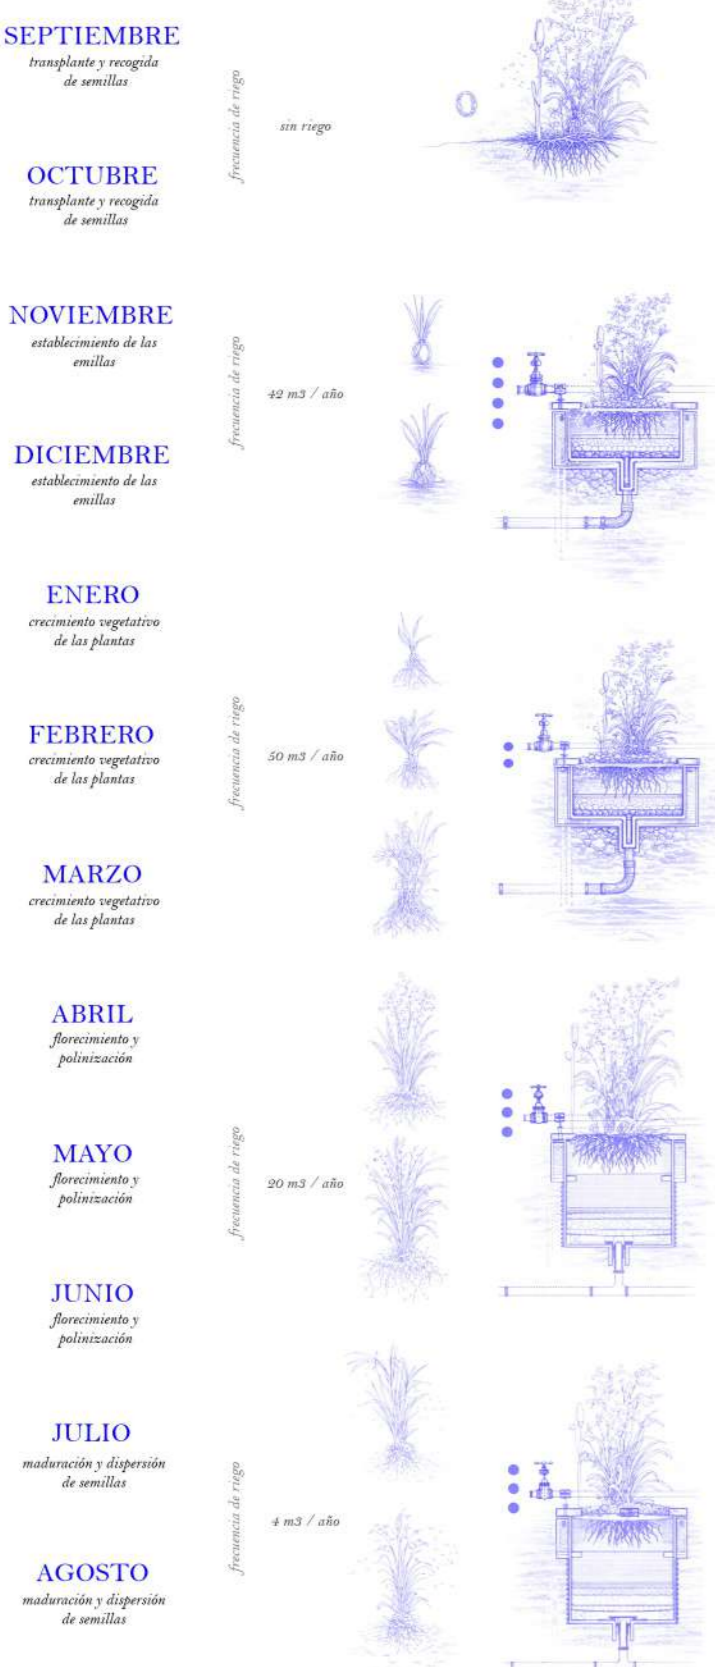 SEPTIEMBRE
transplante y recogida
de semillas
frecuencia de riego
sin riego
OCTUBRE
transplante y recogida
de semillas
NOVIEMBRE
establecimiento de las
emillas
frecuencia de riego
42 m3 / año
DICIEMBRE
establecimiento de las
emillas
ENERO
crecimiento vegetativo
de las plantas
FEBRERO
crecimiento vegetativo
de las plantas
frecuencia de riego
50 m3 / año
MARZO
crecimiento vegetativo
de las plantas
ABRIL
florecimiento y
polinización
MAYO
florecimiento y
polinización
frecuencia de riego
20 m3 / año
JUNIO
florecimiento y
polinización
JULIO
maduración y dispersión
de semillas
frecuencia de riego
4 m3 / año
AGOSTO
maduración y dispersión
de semillas